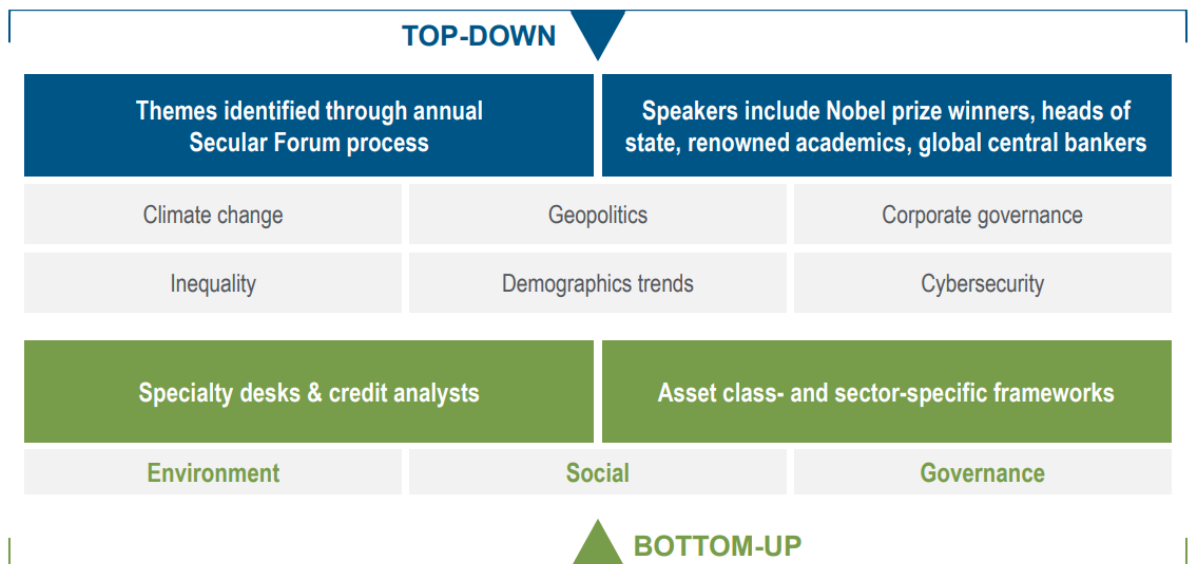 TOP-DOWN
Themes identified through annual
Secular Forum process
Speakers include Nobel prize winners, heads of
state, renowned academics, global central bankers
Climate change
Geopolitics
Corporate governance
Inequality
Demographics trends
Cybersecurity
Specialty desks & credit analysts
Asset class- and sector-specific frameworks
Environment
Social
Governance
BOTTOM-UP